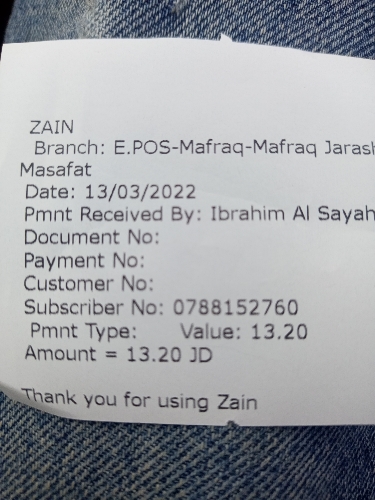 ZAIN
Branch: E.POS-Mafraq-Mafraq Jarash
Masafat
Date: 13/03/2022
Pmnt Received By: Ibrahim Al Sayah
Document No:
Payment No:
Customer No:
Subscriber No: 0788152760
Pmnt Type: Value: 13.20
Amount = 13.20 JD
Thank you for using Zain